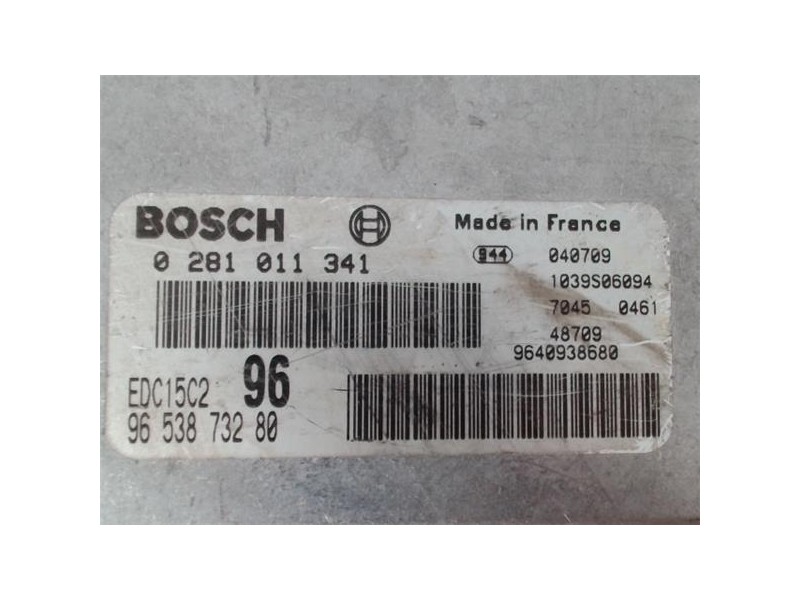 BOSCH
0 281 011 341
EDC15C2 96
96 538 732 80
Made in France
944 040709
1039S06094
7045 0461
48709
9640938680